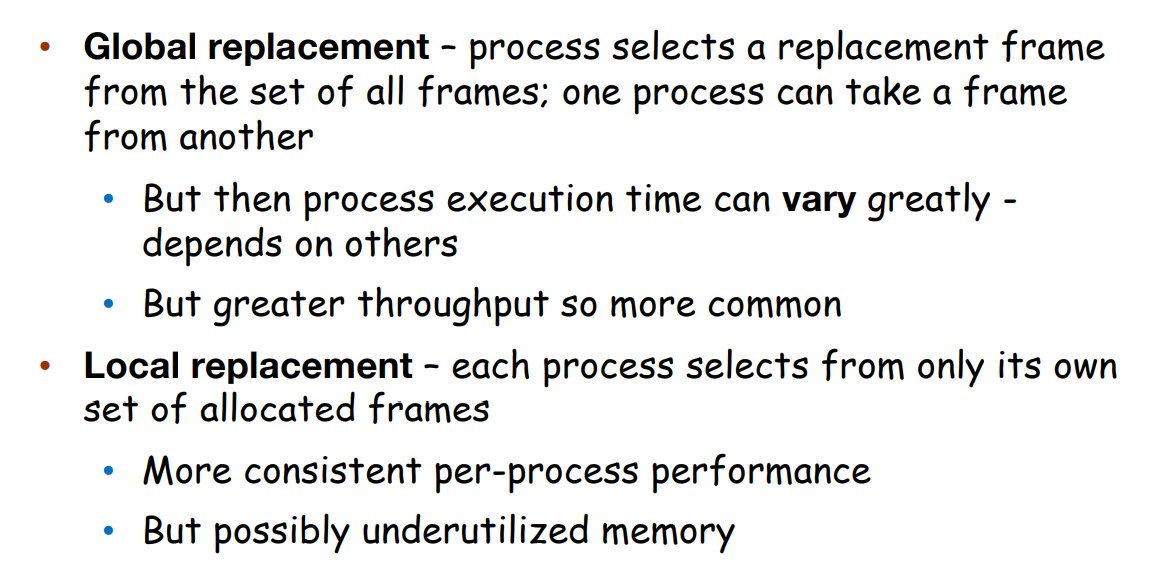 • Global replacement – process selects a replacement frame
from the set of all frames; one process can take a frame
from another
• But then process execution time can vary greatly -
depends on others
• But greater throughput so more common
• Local replacement – each process selects from only its own
set of allocated frames
• More consistent per-process performance
• But possibly underutilized memory